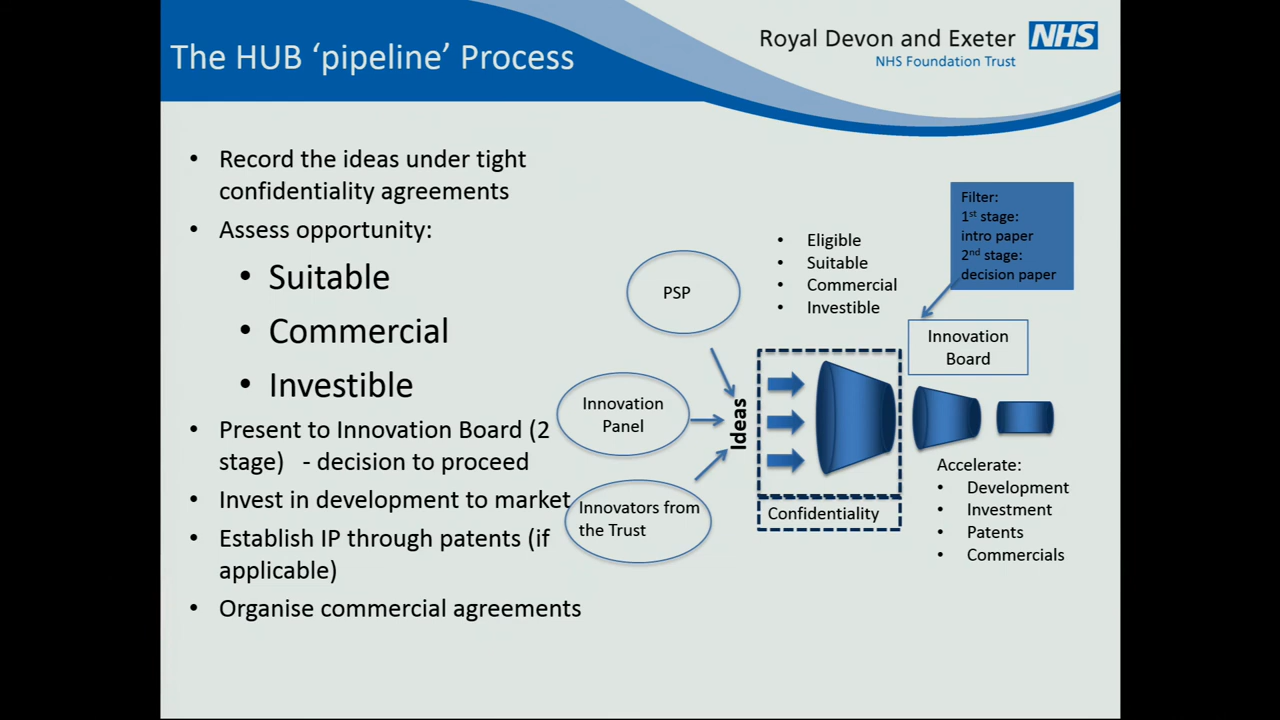 The HUB ‘pipeline’ Process
Royal Devon and Exeter NHS
NHS Foundation Trust
• Record the ideas under tight
confidentiality agreements
• Assess opportunity:
• Suitable
• Commercial
• Investible
• Present to Innovation Board (2
stage) - decision to proceed
• Invest in development to market
• Establish IP through patents (if
applicable)
• Organise commercial agreements
PSP
Innovation
Panel
Innovators from
the Trust
Ideas
• Eligible
• Suitable
• Commercial
• Investible
Confidentiality
Filter:
1st stage:
intro paper
2nd stage:
decision paper
Innovation
Board
Accelerate:
• Development
• Investment
• Patents
• Commercials